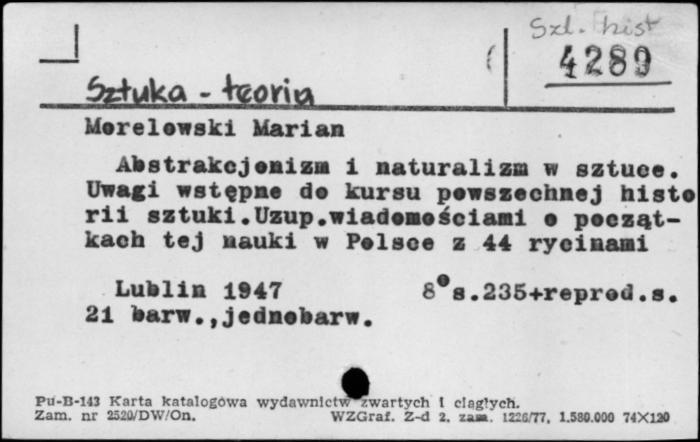 Szl. hist
4289
Sztuka - teoria
Morelowski Marian
Abstrakcjonizm i naturalizm w sztuce.
Uwagi wstępne do kursu powszechnej histo
rii sztuki.Uzup.wiadomościami o począt-
kach tej nauki w Polsce z 44 rycinami
Lublin 1947 8°s.235+reprod.s.
21 barw.,jednobarw.
Pu-B-143 Karta katalogowa wydawnictw zwartych i ciągłych.
Zam. nr 2520/DW/On. WZGraf. Z-d 2, zam. 1226/77, 1.580.000 74X120